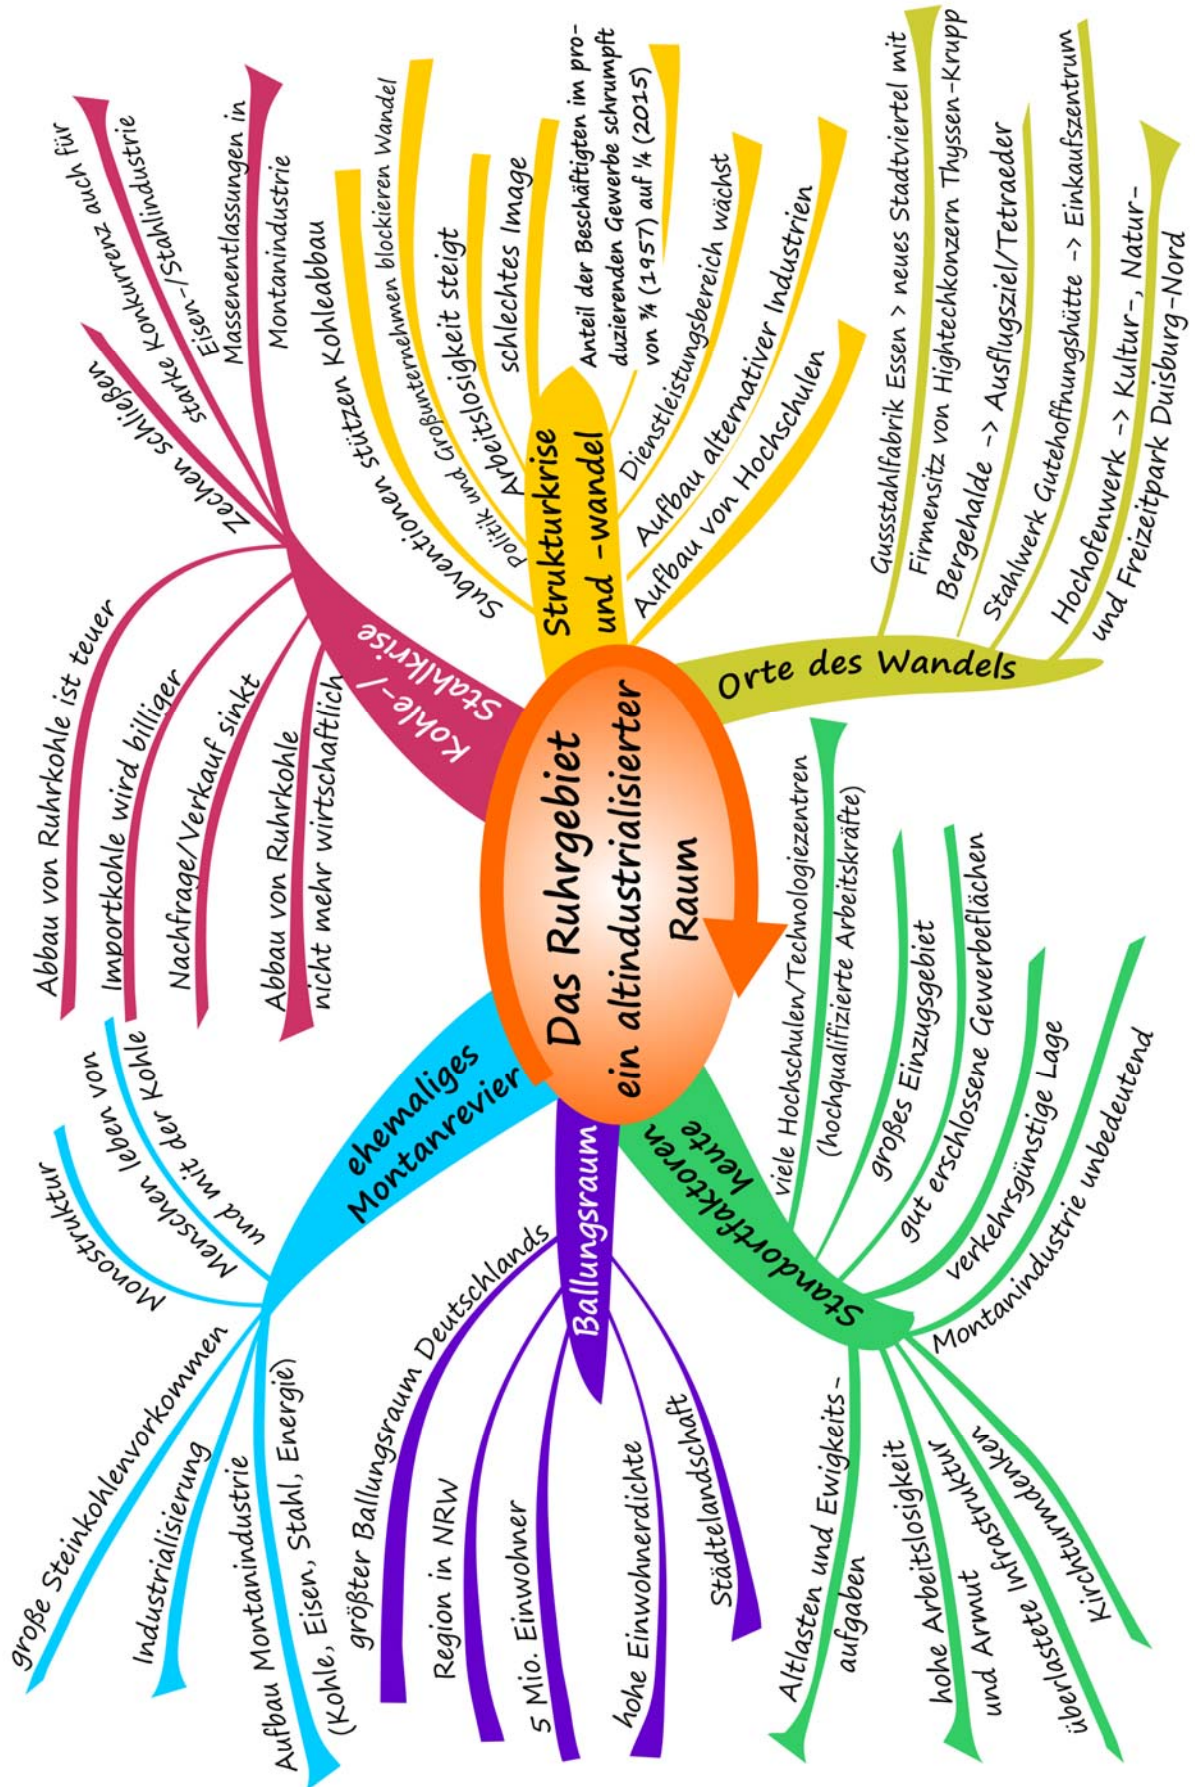 Das Ruhrgebiet
ein altindustrialisierter
Raum
ehemaliges
Montanrevier
große Steinkohlenvorkommen
Industrialisierung
Aufbau Montanindustrie
(Kohle, Eisen, Stahl, Energie)
Monostruktur
Menschen leben von
und mit der Kohle
Kohle-/
Stahlkrise
Abbau von Ruhrkohle ist teuer
Importkohle wird billiger
Nachfrage/Verkauf sinkt
Abbau von Ruhrkohle
nicht mehr wirtschaftlich
Zechen schließen
starke Konkurrenz auch für
Eisen-/Stahlindustrie
Massenentlassungen in
Montanindustrie
Strukturkrise
und -wandel
Subventionen stützen Kohleabbau
Politik und Großunternehmen blockieren Wandel
Arbeitslosigkeit steigt
schlechtes Image
Anteil der Beschäftigten im pro-
duzierenden Gewerbe schrumpft
von ¾ (1957) auf ¼ (2015)
Dienstleistungsbereich wächst
Aufbau alternativer Industrien
Aufbau von Hochschulen
Orte des Wandels
Gussstahlfabrik Essen > neues Stadtviertel mit
Firmensitz von Hightechkonzern Thyssen-Krupp
Bergehalde -> Ausflugsziel/Tetraeder
Stahlwerk Gutehoffnungshütte -> Einkaufszentrum
Hochofenwerk -> Kultur-, Natur-
und Freizeitpark Duisburg-Nord
Standortfaktoren
heute
viele Hochschulen/Technologiezentren
(hochqualifizierte Arbeitskräfte)
großes Einzugsgebiet
gut erschlossene Gewerbeflächen
verkehrsgünstige Lage
Montanindustrie unbedeutend
Altlasten und Ewigkeits-
aufgaben
hohe Arbeitslosigkeit
und Armut
überlastete Infrastruktur
Kirchturmdenken
Ballungsraum
größter Ballungsraum Deutschlands
Region in NRW
5 Mio. Einwohner
hohe Einwohnerdichte
Städtelandschaft